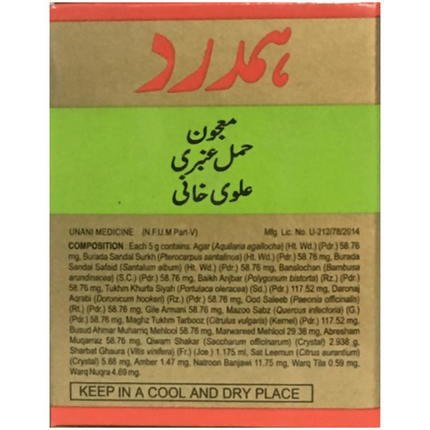 ہمدرد
معجون
حمل عنبری
علوی خانی
UNANI MEDICINE (N.F.U.M Part-V) Mfg. Lic. No. U-212/78/2014
COMPOSITION : Each 5 g contains: Agar (Aquilaria agallocha) (Ht. Wd.) (Pdr.) 58.76
mg, Burada Sandal Surkh (Pterocarpus santalinus) (Ht. Wd.) (Pdr.) 58.76 mg, Burada
Sandal Safaid (Santalum album) (Ht. Wd.) (Pdr.) 58.76 mg, Banslochan (Bambusa
arundinacea) (S.C.) (Pdr.) 58.76 mg, Baikh Anjbar (Polygonum bistorta) (Rz.) (Pdr.)
58.76 mg, Tukhm Khurfa Siyah (Portulaca oleracea) (Sd.) (Pdr.) 117.52 mg, Daronaj
Aqrabi (Doronicum hookeri) (Rz.) (Pdr.) 58.76 mg, Ood Saleeb (Paeonia officinalis)
(Rt.) (Pdr.) 58.76 mg, Gile Armani 58.76 mg, Mazoo Sabz (Quercus infectoria) (G.)
(Pdr.) 58.76 mg, Maghz Tukhm Tarbooz (Citrulus vulgaris) (Kernel) (Pdr.) 117.52 mg,
Busud Ahmar Muharriq Mehlool 58.76 mg, Marwareed Mehlool 29.38 mg, Abresham
Muqarraz 58.76 mg, Qiwam Shakar (Saccharum officinarum) (Crystal) 2.938 g,
Sharbat Ghaura (Vitis vinifera) (Fr.) (Jce.) 1.175 ml, Sat Leemun (Citrus aurantium)
(Crystal) 5.88 mg, Amber 1.47 mg, Natroon Banjawi 11.75 mg, Warq Tila 0.59 mg,
Warq Nuqra 4.69 mg.
KEEP IN A COOL AND DRY PLACE